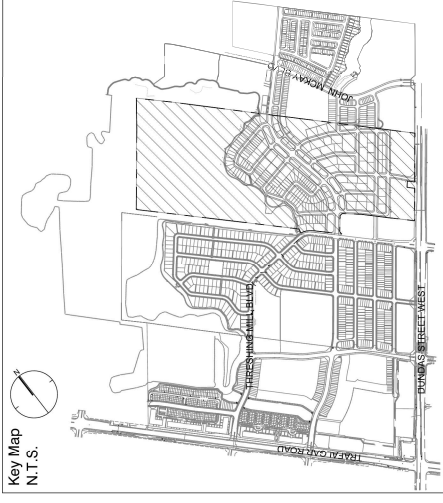 Key Map
N.T.S.
N
JOHN MCKAY BLVD
THRESHING MILL BLVD
TRAFALGAR ROAD
DUNDAS STREET WEST